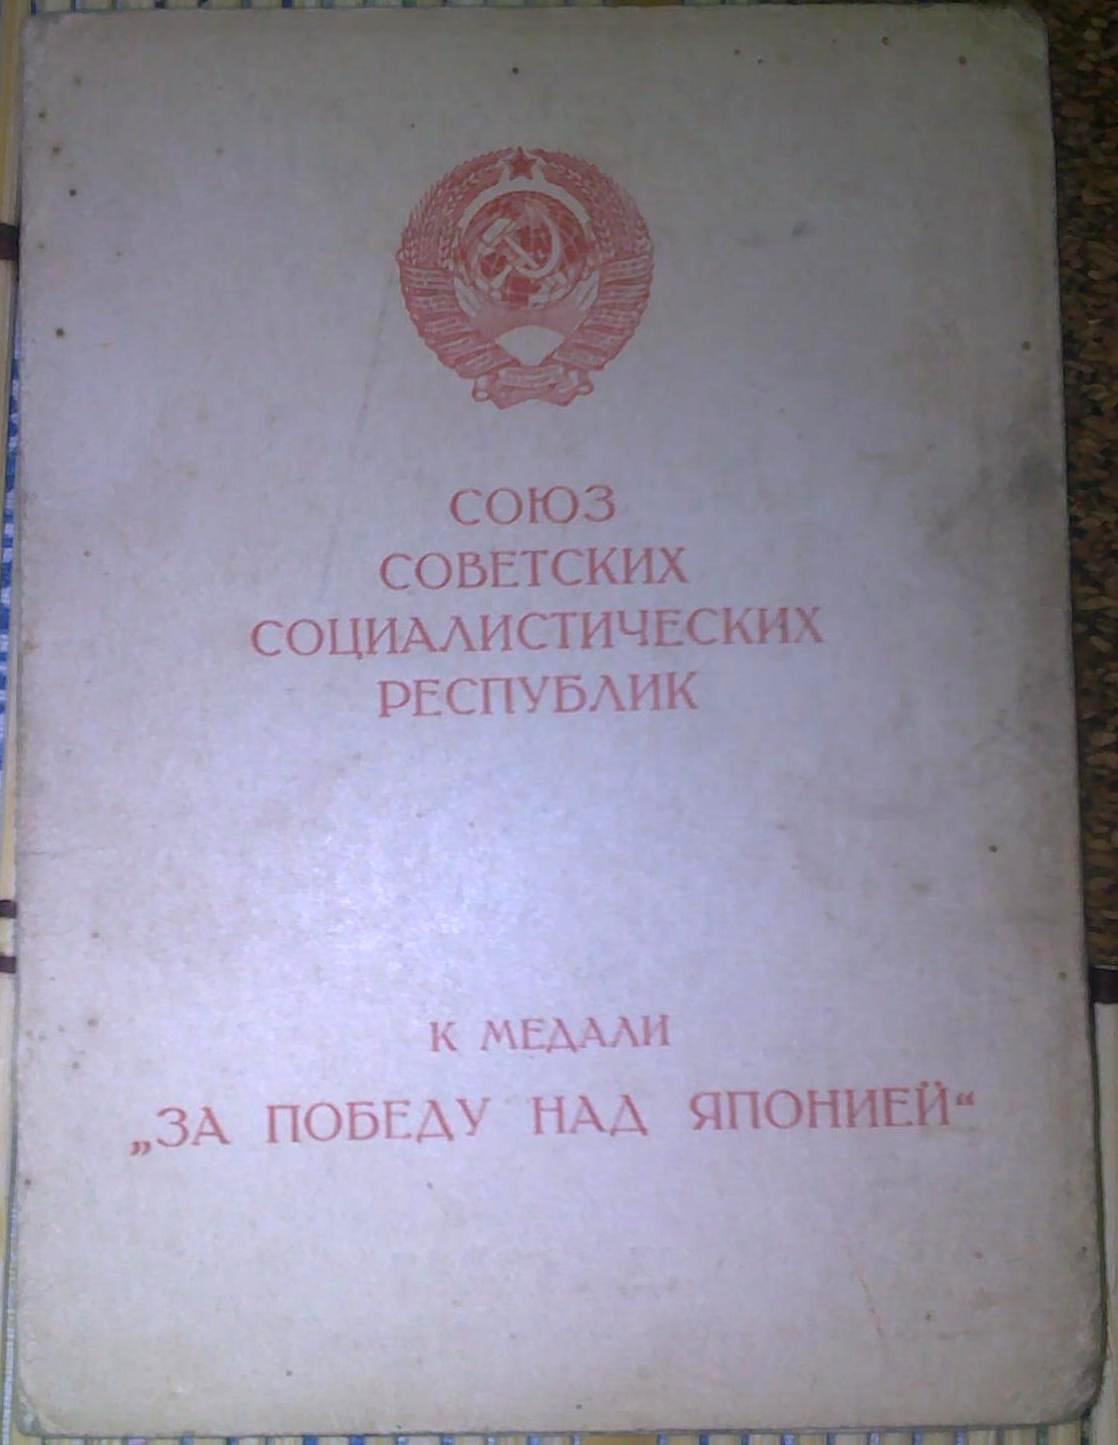 СОЮЗ
СОВЕТСКИХ
СОЦИАЛИСТИЧЕСКИХ
РЕСПУБЛИК
К МЕДАЛИ
„ЗА ПОБЕДУ НАД ЯПОНИЕЙ“